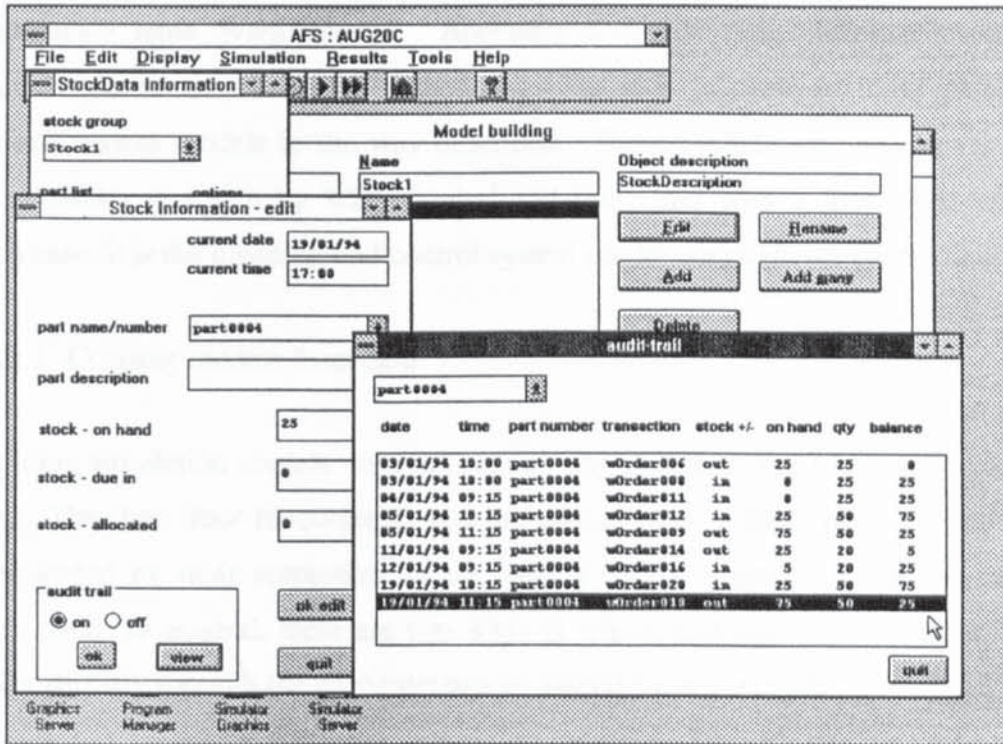 AFS : AUG20C
File Edit Display Simulation Results Tools Help
StockData Information
stock group
Stock1
part list options
Model building
Name
Stock1
Object description
StockDescription
Edit Rename
Add Add many
Delete
Stock Information - edit
current date 19/01/94
current time 17:00
part name/number part0004
part description
stock - on hand 25
stock - due in 0
stock - allocated 0
audit trail
on off
ok view
ok edit
quit
audit-trail
part0004
date time part number transection stock +/- on hand qty balance
03/01/94 10:00 part0004 wOrder006 out 25 25 0
03/01/94 10:00 part0004 wOrder008 in 0 25 25
04/01/94 09:15 part0004 wOrder011 in 0 25 25
05/01/94 10:15 part0004 wOrder012 in 25 50 75
05/01/94 11:15 part0004 wOrder009 out 75 50 25
11/01/94 09:15 part0004 wOrder014 out 25 20 5
12/01/94 09:15 part0004 wOrder016 in 5 20 25
19/01/94 10:15 part0004 wOrder020 in 25 50 75
19/01/94 11:15 part0004 wOrder018 out 75 50 25
quit
Graphics Server
Program Manager
Simulator Graphics
Simulator Server